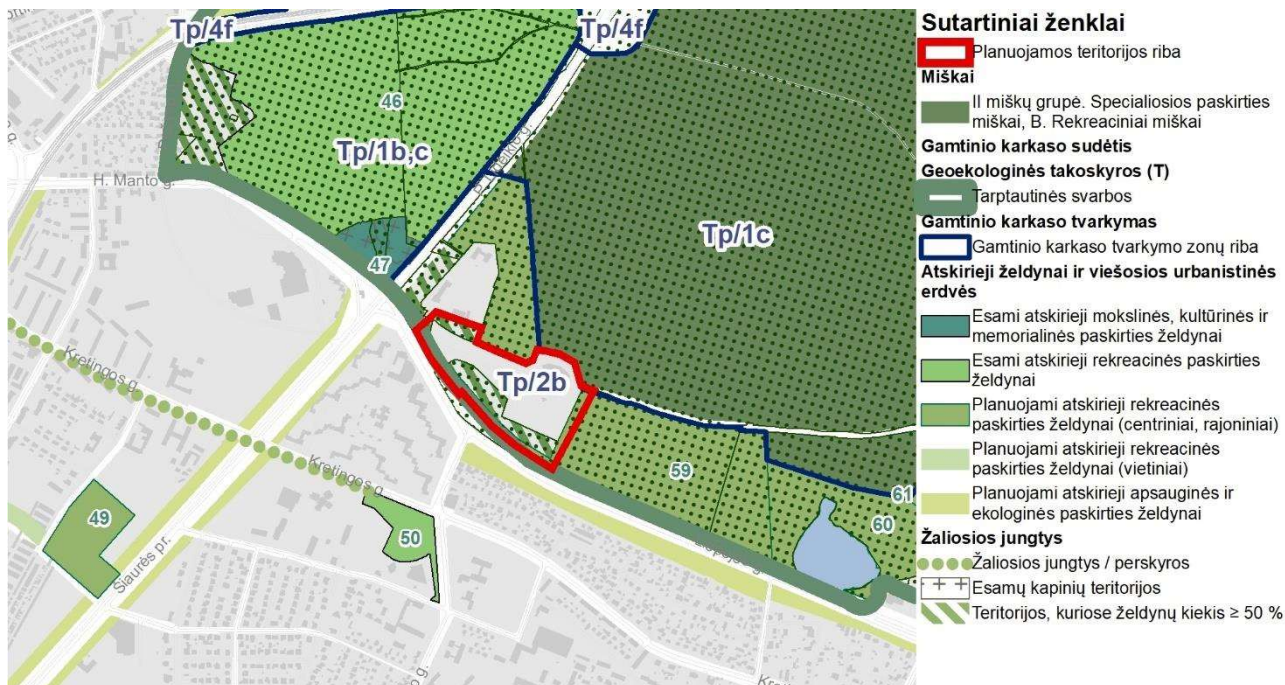 Tp/4f
Tp/4f
46
Tp/1b,c
H. Manto g.
Tp/1c
47
Tp/2b
Kretingos g.
Kretingos g.
59
61
60
49
50
Šiaurės pr.
Sutartiniai ženklai
Planuojamos teritorijos riba
Miškai
II miškų grupė. Specialiosios paskirties
miškai, B. Rekreaciniai miškai
Gamtinio karkaso sudėtis
Geoekologinės takoskyros (T)
Tarptautinės svarbos
Gamtinio karkaso tvarkymas
Gamtinio karkaso tvarkymo zonų riba
Atskirieji želdynai ir viešosios urbanistinės
erdvės
Esami atskirieji mokslinės, kultūrinės ir
memorialinės paskirties želdynai
Esami atskirieji rekreacinės paskirties
želdynai
Planuojami atskirieji rekreacinės
paskirties želdynai (centriniai, rajoniniai)
Planuojami atskirieji rekreacinės
paskirties želdynai (vietiniai)
Planuojami atskirieji apsauginės ir
ekologinės paskirties želdynai
Žaliosios jungtys
Žaliosios jungtys / perskyros
Esamų kapinių teritorijos
Teritorijos, kuriose želdynų kiekis ≥ 50 %